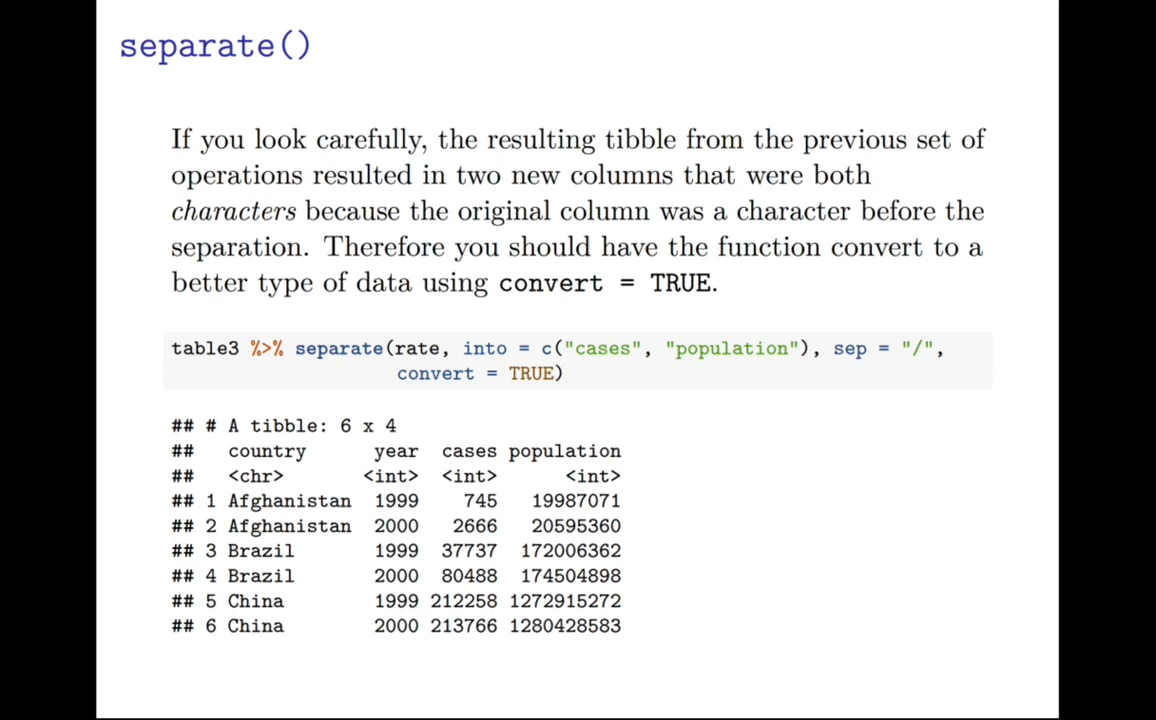 separate()
If you look carefully, the resulting tibble from the previous set of
operations resulted in two new columns that were both
characters because the original column was a character before the
separation. Therefore you should have the function convert to a
better type of data using convert = TRUE.
table3 %>% separate(rate, into = c("cases", "population"), sep = "/",
convert = TRUE)
## # A tibble: 6 x 4
## country year cases population
## <chr> <int> <int> <int>
## 1 Afghanistan 1999 745 19987071
## 2 Afghanistan 2000 2666 20595360
## 3 Brazil 1999 37737 172006362
## 4 Brazil 2000 80488 174504898
## 5 China 1999 212258 1272915272
## 6 China 2000 213766 1280428583